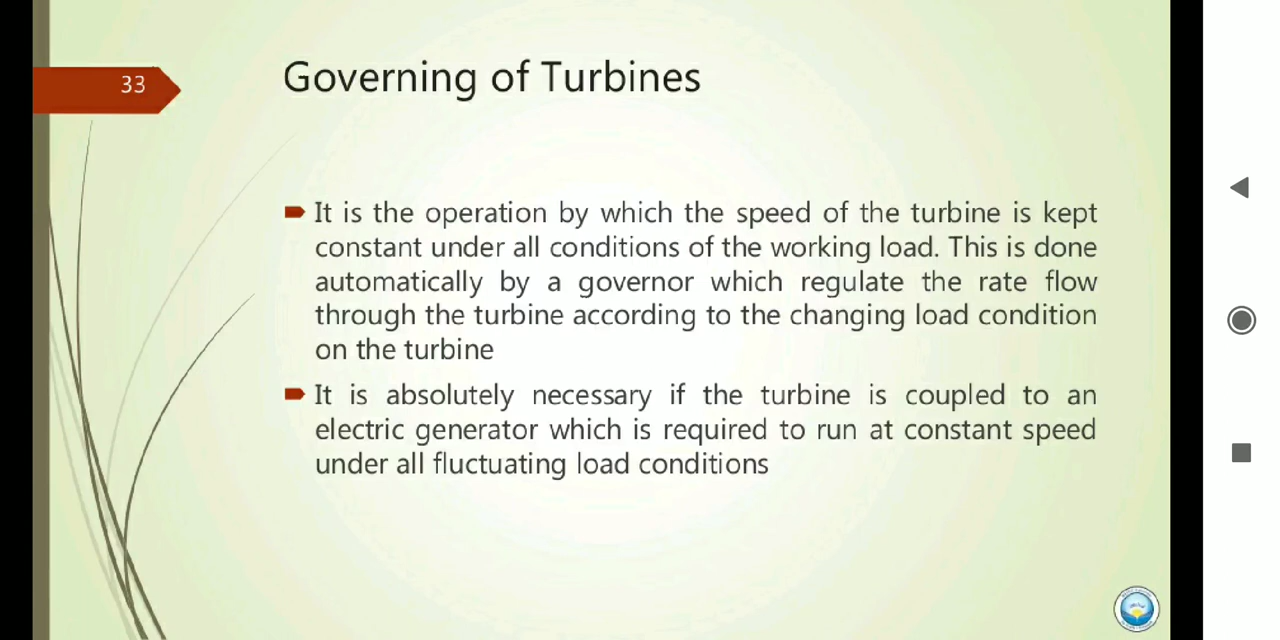 33
Governing of Turbines
It is the operation by which the speed of the turbine is kept
constant under all conditions of the working load. This is done
automatically by a governor which regulate the rate flow
through the turbine according to the changing load condition
on the turbine
It is absolutely necessary if the turbine is coupled to an
electric generator which is required to run at constant speed
under all fluctuating load conditions